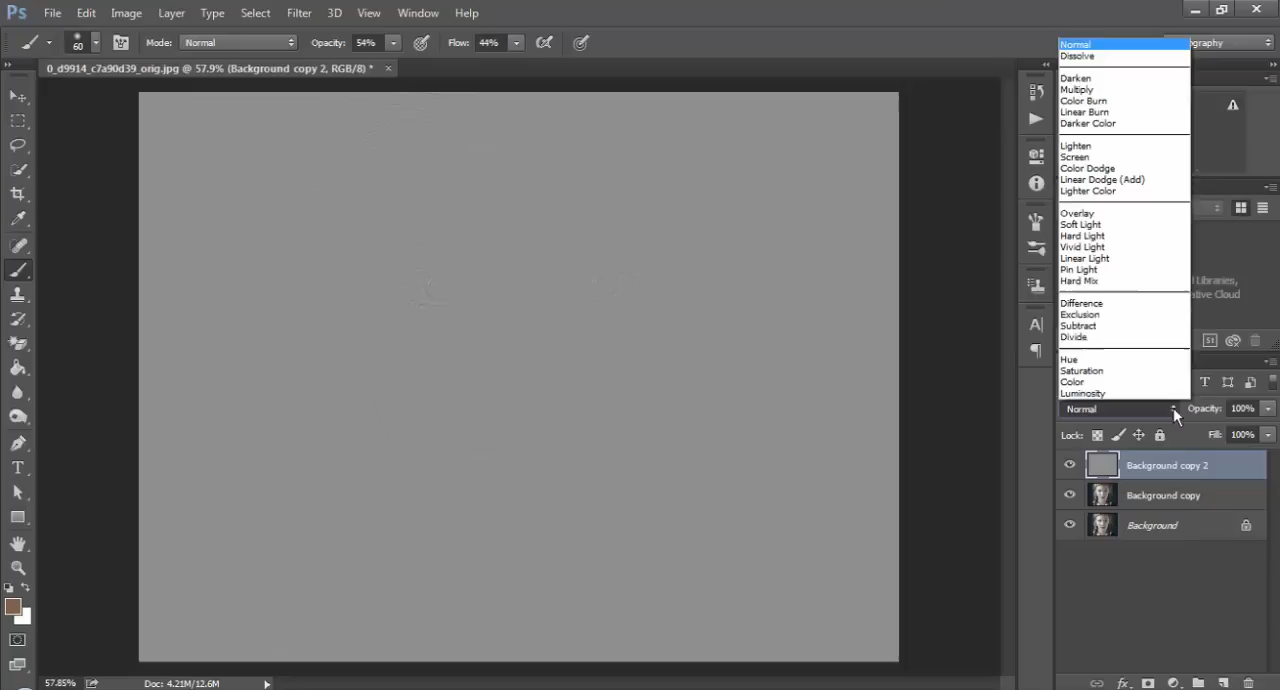 Ps File Edit Image Layer Type Select Filter 3D View Window Help
60 Mode: Normal Opacity: 54% Flow: 44%
0_d9914_c7a90d39_orig.jpg @ 57.9% (Background copy 2, RGB/8) * ×
Normal
Dissolve
Darken
Multiply
Color Burn
Linear Burn
Darker Color
Lighten
Screen
Color Dodge
Linear Dodge (Add)
Lighter Color
Overlay
Soft Light
Hard Light
Vivid Light
Linear Light
Pin Light
Hard Mix
Libraries,
Difference
Exclusion
Subtract
Divide
Hue
Saturation
Color
Luminosity
Normal Opacity: 100%
Lock: Fill: 100%
Background copy 2
Background copy
Background
57.85% Doc: 4.21M/12.6M